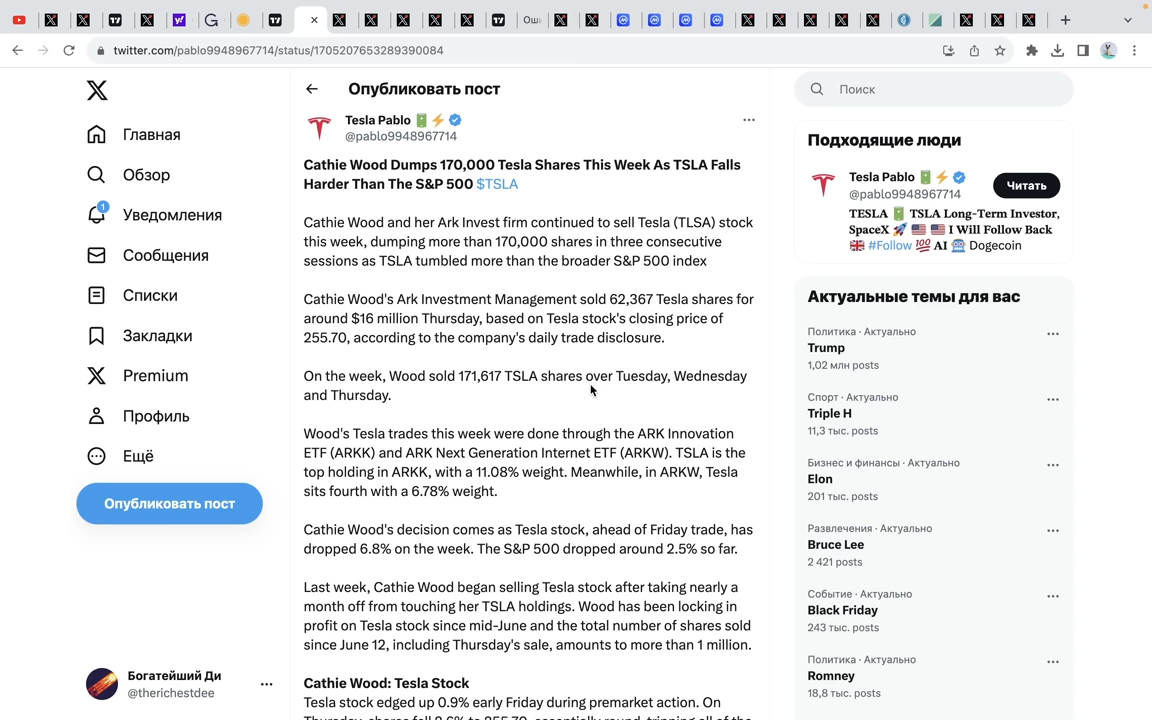 Оши
twitter.com/pablo9948967714/status/1705207653289390084
Главная
Обзор
1
Уведомления
Сообщения
Списки
Закладки
Premium
Профиль
Ещё
Опубликовать пост
Богатейший Ди
@therichestdee
Опубликовать пост
Tesla Pablo
@pablo9948967714
Cathie Wood Dumps 170,000 Tesla Shares This Week As TSLA Falls
Harder Than The S&P 500 $TSLA
Cathie Wood and her Ark Invest firm continued to sell Tesla (TLSA) stock
this week, dumping more than 170,000 shares in three consecutive
sessions as TSLA tumbled more than the broader S&P 500 index
Cathie Wood's Ark Investment Management sold 62,367 Tesla shares for
around $16 million Thursday, based on Tesla stock's closing price of
255.70, according to the company's daily trade disclosure.
On the week, Wood sold 171,617 TSLA shares over Tuesday, Wednesday
and Thursday.
Wood's Tesla trades this week were done through the ARK Innovation
ETF (ARKK) and ARK Next Generation Internet ETF (ARKW). TSLA is the
top holding in ARKK, with a 11.08% weight. Meanwhile, in ARKW, Tesla
sits fourth with a 6.78% weight.
Cathie Wood's decision comes as Tesla stock, ahead of Friday trade, has
dropped 6.8% on the week. The S&P 500 dropped around 2.5% so far.
Last week, Cathie Wood began selling Tesla stock after taking nearly a
month off from touching her TSLA holdings. Wood has been locking in
profit on Tesla stock since mid-June and the total number of shares sold
since June 12, including Thursday's sale, amounts to more than 1 million.
Cathie Wood: Tesla Stock
Tesla stock edged up 0.9% early Friday during premarket action. On
Thursday, shares fell 2.6% to 255.70, essentially round-tripping all of the
Поиск
Подходящие люди
Tesla Pablo
@pablo9948967714
Читать
TESLA TSLA Long-Term Investor,
SpaceX I Will Follow Back
#Follow 💯 AI Dogecoin
Актуальные темы для вас
Политика · Актуально
Trump
1,02 млн posts
Спорт · Актуально
Triple H
11,3 тыс. posts
Бизнес и финансы · Актуально
Elon
201 тыс. posts
Развлечения · Актуально
Bruce Lee
2 421 posts
Событие · Актуально
Black Friday
243 тыс. posts
Политика · Актуально
Romney
18,8 тыс. posts